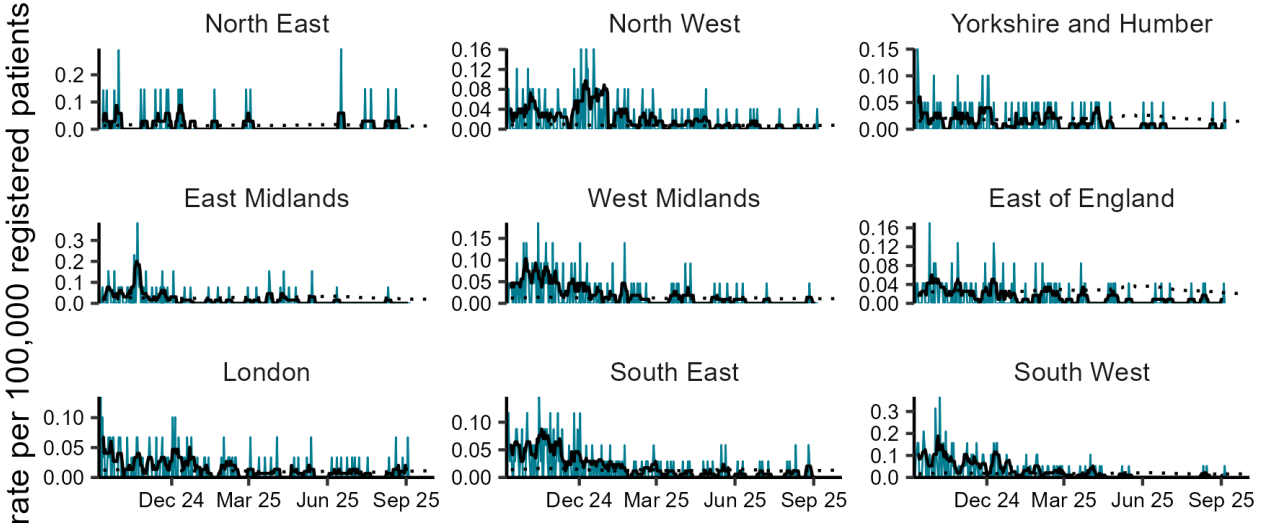 rate per 100,000 registered patients
North East
North West
Yorkshire and Humber
0.2
0.1
0.0
0.16
0.12
0.08
0.04
0.00
0.15
0.10
0.05
0.00
East Midlands
West Midlands
East of England
0.3
0.2
0.1
0.0
0.15
0.10
0.05
0.00
0.16
0.12
0.08
0.04
0.00
London
South East
South West
0.10
0.05
0.00
0.10
0.05
0.00
0.3
0.2
0.1
0.0
Dec 24 Mar 25 Jun 25 Sep 25
Dec 24 Mar 25 Jun 25 Sep 25
Dec 24 Mar 25 Jun 25 Sep 25